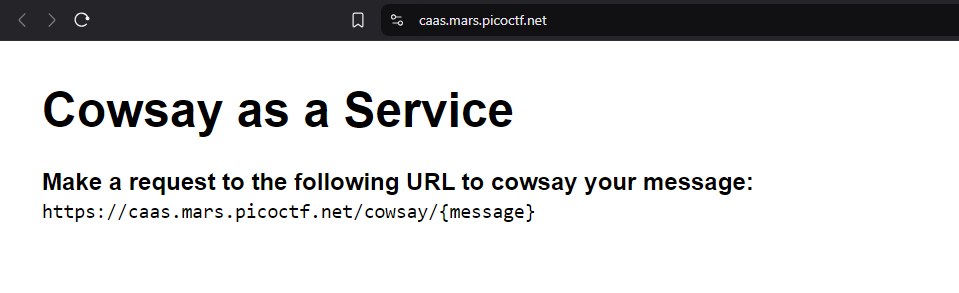 caas.mars.picoctf.net
Cowsay as a Service
Make a request to the following URL to cowsay your message:
https://caas.mars.picoctf.net/cowsay/{message}